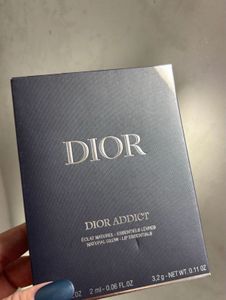 DIOR
DIOR ADDICT
ÉCLAT NATUREL - ESSENTIELS LÈVRES
NATURAL GLOW - LIP ESSENTIALS
OZ 2 ml - 0.06 FL. OZ 3,2 g - NET WT. 0.11 OZ